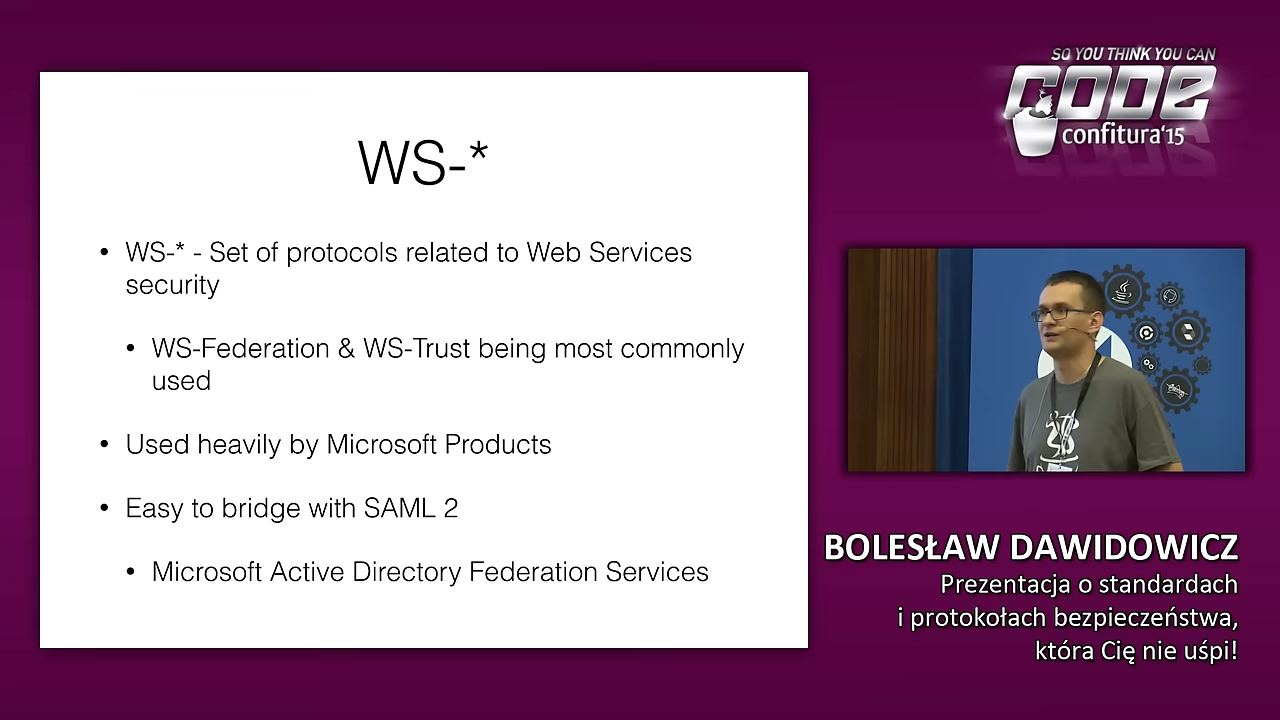 SO YOU THINK YOU CAN
CODE
confitura'15
WS-*
• WS-* - Set of protocols related to Web Services
security
• WS-Federation & WS-Trust being most commonly
used
• Used heavily by Microsoft Products
• Easy to bridge with SAML 2
• Microsoft Active Directory Federation Services
BOLESŁAW DAWIDOWICZ
Prezentacja o standardach
i protokołach bezpieczeństwa,
która Cię nie uśpi!